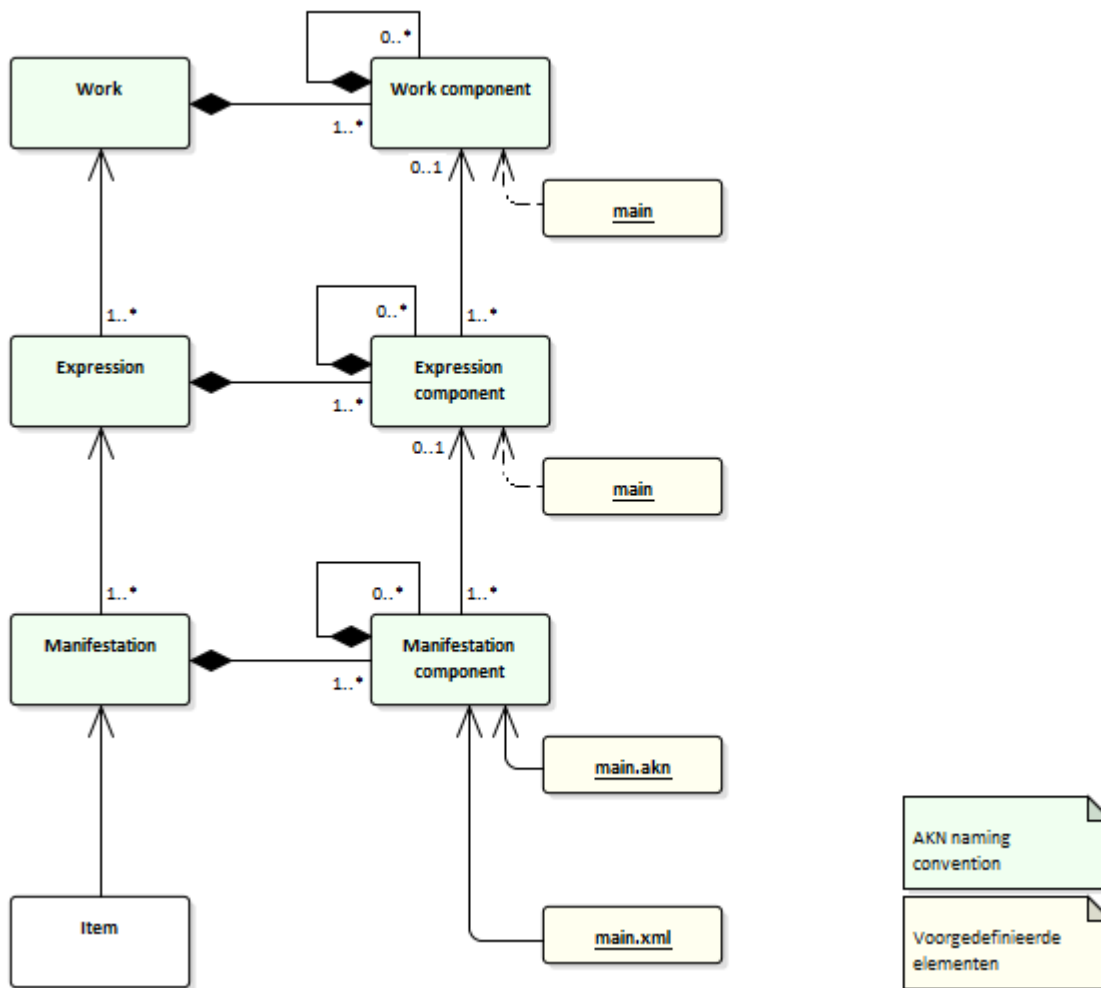 0..*
Work
Work component
1..*
0..1
main
1..*
0..*
1..*
Expression
Expression
component
1..*
0..1
main
1..*
0..*
1..*
Manifestation
Manifestation
component
1..*
main.akn
AKN naming
convention
Item
main.xml
Voorgedefinieerde
elementen